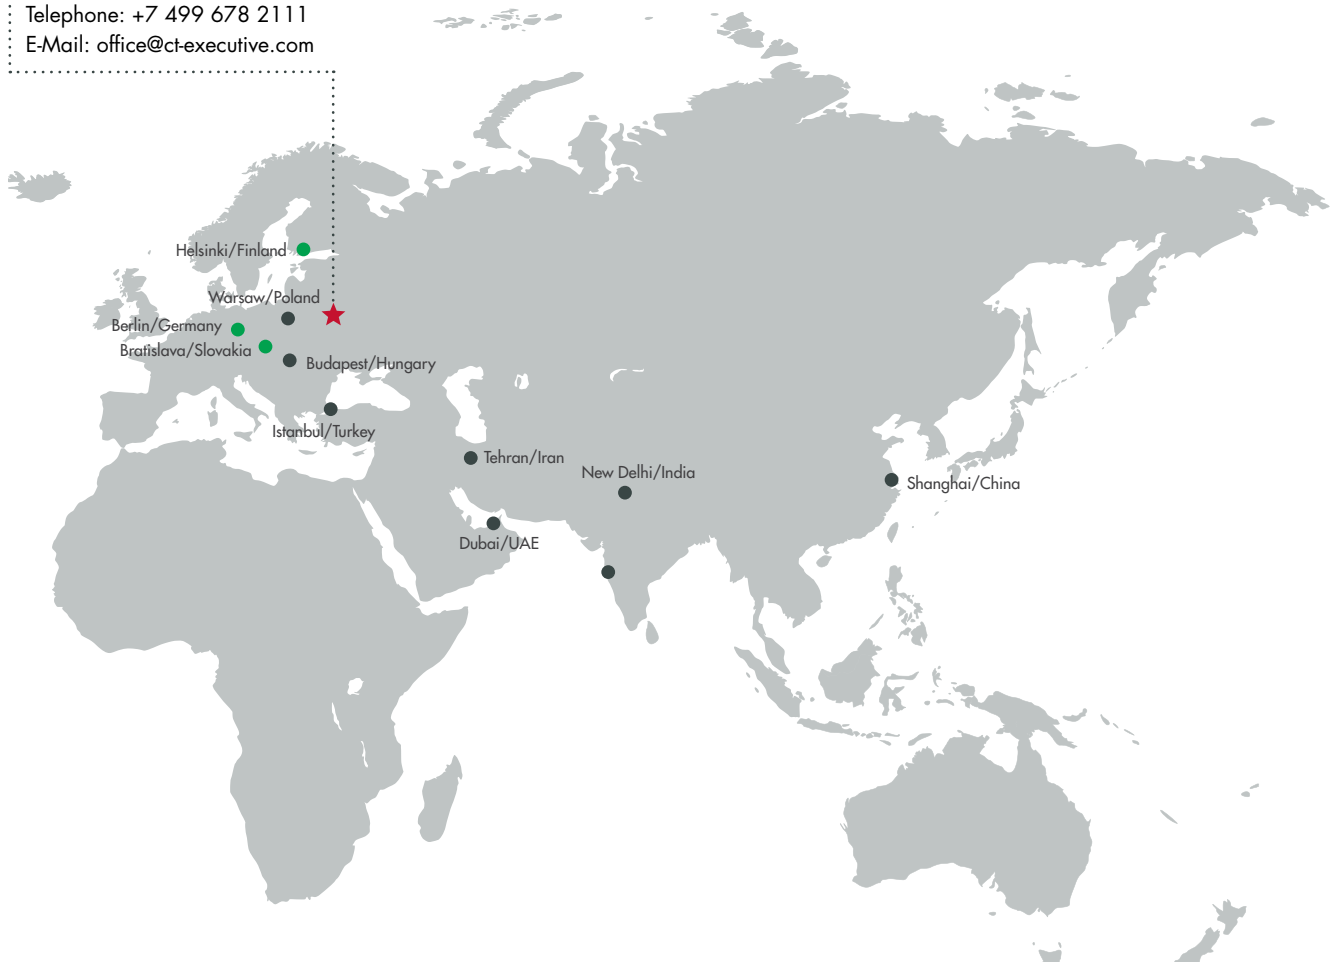 Telephone: +7 499 678 2111
E-Mail: office@ct-executive.com
Helsinki/Finland
Warsaw/Poland
Berlin/Germany
Bratislava/Slovakia
Budapest/Hungary
Istanbul/Turkey
Tehran/Iran
New Delhi/India
Shanghai/China
Dubai/UAE